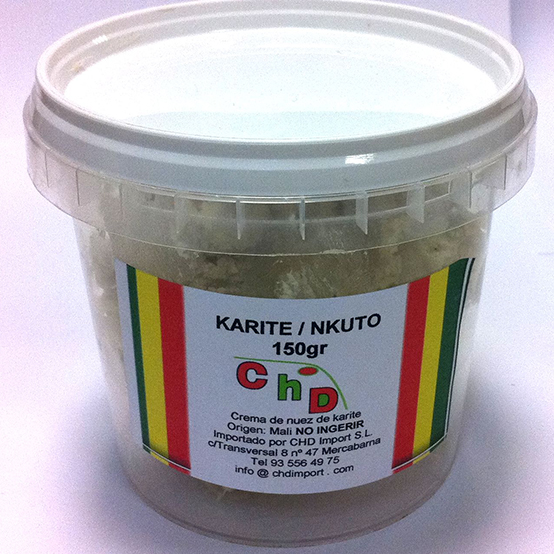 KARITE / NKUTO
150gr
ChD
Crema de nuez de karite
Origen: Mali NO INGERIR
Importado por CHD Import S.L.
c/Transversal 8 nº 47 Mercabarna
Tel 93 556 49 75
info @ chdimport . com